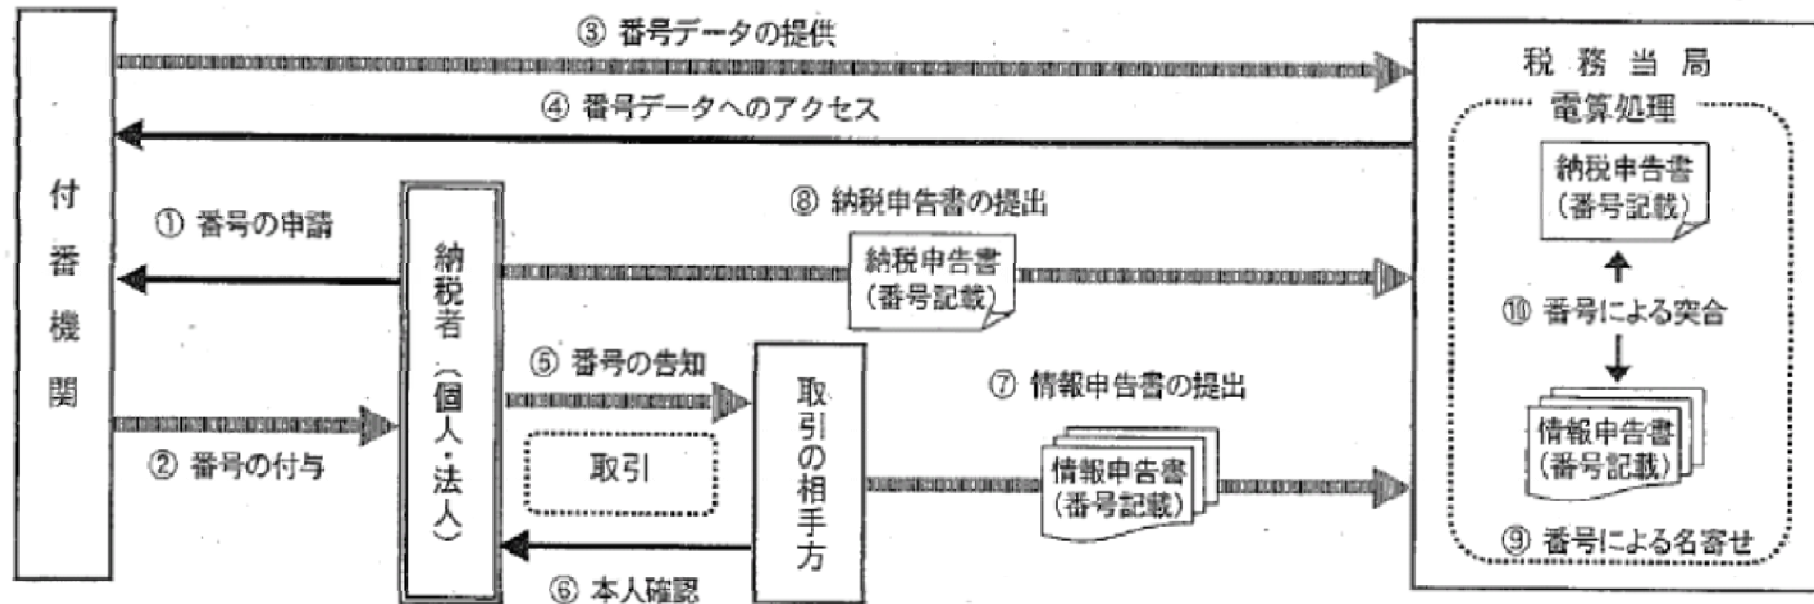 ③ 番号データの提供
税務当局
④ 番号データへのアクセス
電算処理
納税申告書
(番号記載)
付番機関
① 番号の申請
納税者(個人・法人)
⑧ 納税申告書の提出
納税申告書
(番号記載)
⑩ 番号による突合
⑤ 番号の告知
取引
取引の相手方
⑦ 情報申告書の提出
情報申告書
(番号記載)
② 番号の付与
情報申告書
(番号記載)
⑨ 番号による名寄せ
⑥ 本人確認